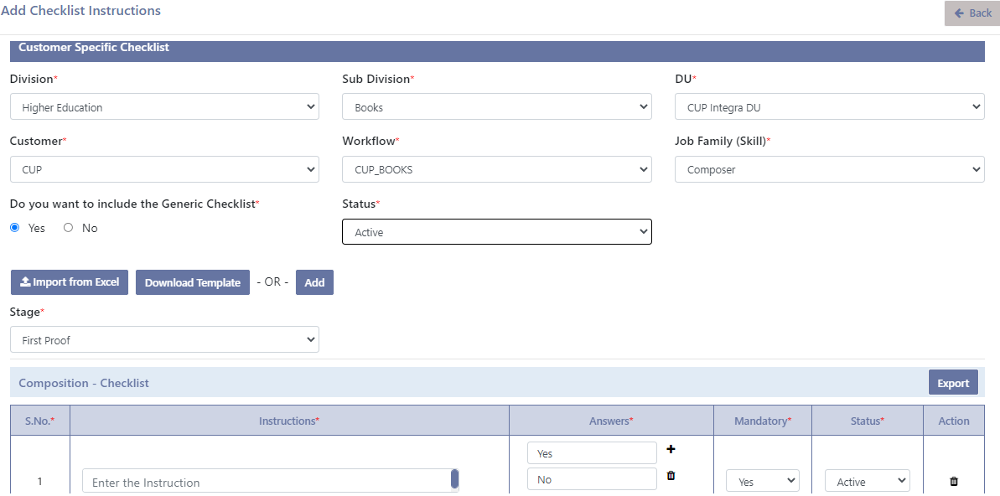 Add Checklist Instructions
Back
Customer Specific Checklist
Division* Sub Division* DU*
Higher Education Books CUP Integra DU
Customer* Workflow* Job Family (Skill)*
CUP CUP_BOOKS Composer
Do you want to include the Generic Checklist* Status*
Yes No Active
Import from Excel Download Template - OR - Add
Stage*
First Proof
Composition - Checklist Export
S.No.* Instructions* Answers* Mandatory* Status* Action
Yes
1 Enter the Instruction No Yes Active